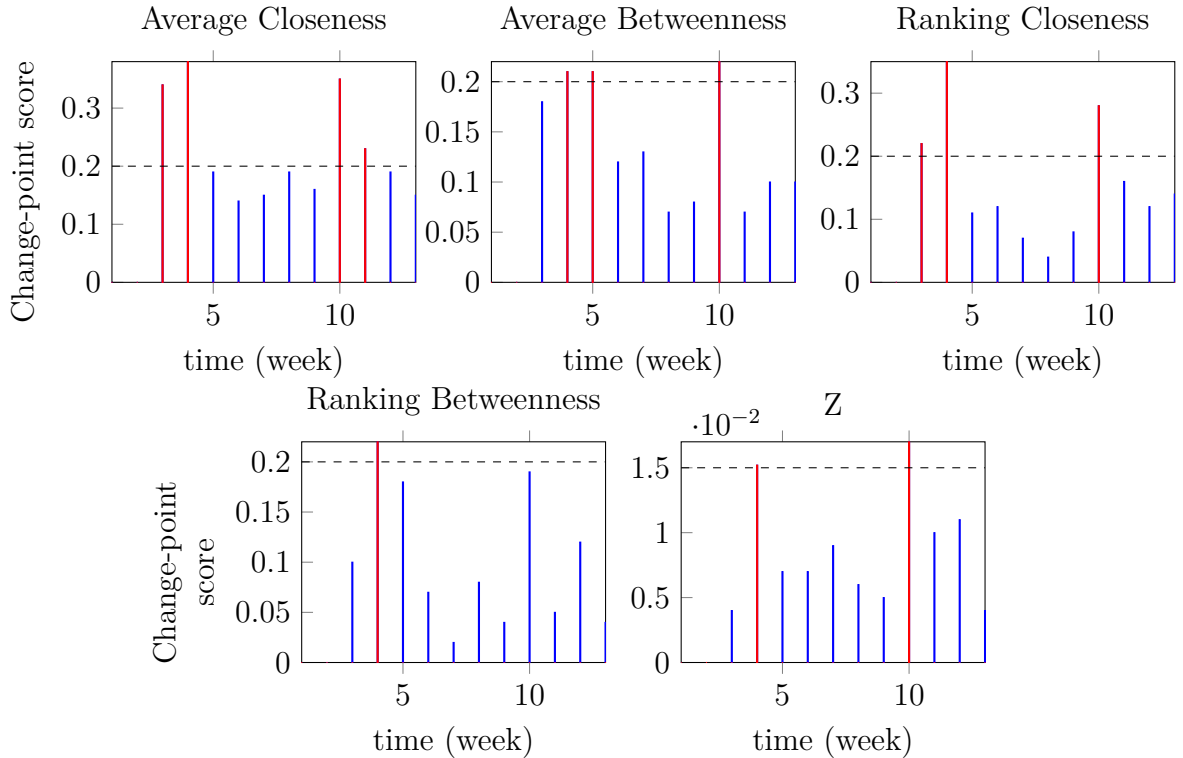 Average Closeness
Average Betweenness
Ranking Closeness
Change-point score
0.3
0.2
0.1
0
5
10
time (week)
0.2
0.15
0.1
0.05
0
5
10
time (week)
0.3
0.2
0.1
0
5
10
time (week)
Ranking Betweenness
Z
Change-point
score
0.2
0.15
0.1
0.05
0
5
10
time (week)
·10⁻²
1.5
1
0.5
0
5
10
time (week)